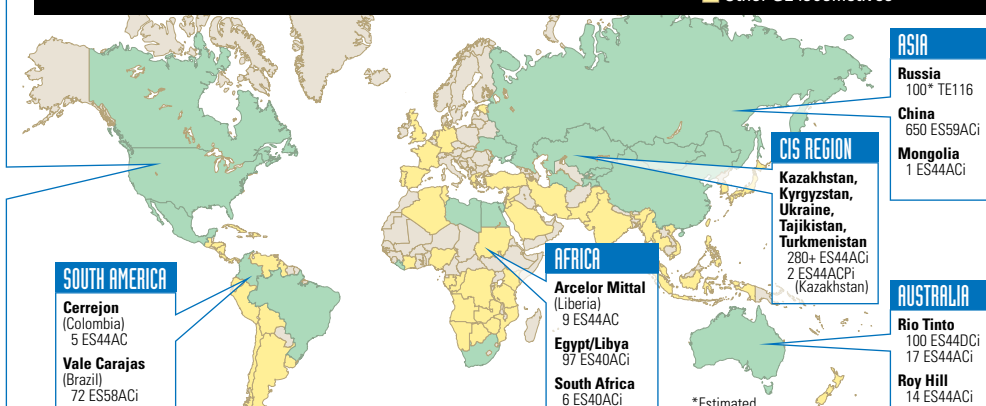 Other GE locomotives
ASIA
Russia
100* TE116
China
650 ES59ACi
Mongolia
1 ES44ACi
CIS REGION
Kazakhstan,
Kyrgyzstan,
Ukraine,
Tajikistan,
Turkmenistan
280+ ES44ACi
2 ES44ACPi
(Kazakhstan)
SOUTH AMERICA
Cerrejon
(Colombia)
5 ES44AC
Vale Carajas
(Brazil)
72 ES58ACi
AFRICA
Arcelor Mittal
(Liberia)
9 ES44AC
Egypt/Libya
97 ES40ACi
South Africa
6 ES40ACi
AUSTRALIA
Rio Tinto
100 ES44DCi
17 ES44ACi
Roy Hill
14 ES44ACi
*Estimated